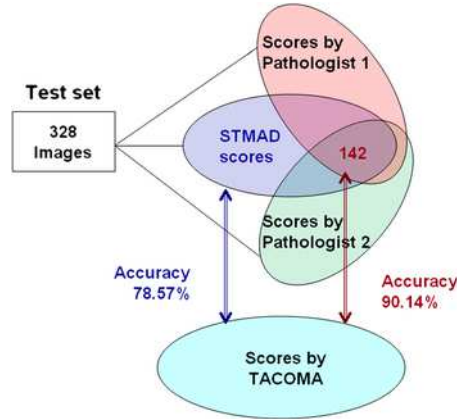 Scores by
Pathologist 1
Test set
328
Images
STMAD
scores
142
Scores by
Pathologist 2
Accuracy
78.57%
Accuracy
90.14%
Scores by
TACOMA